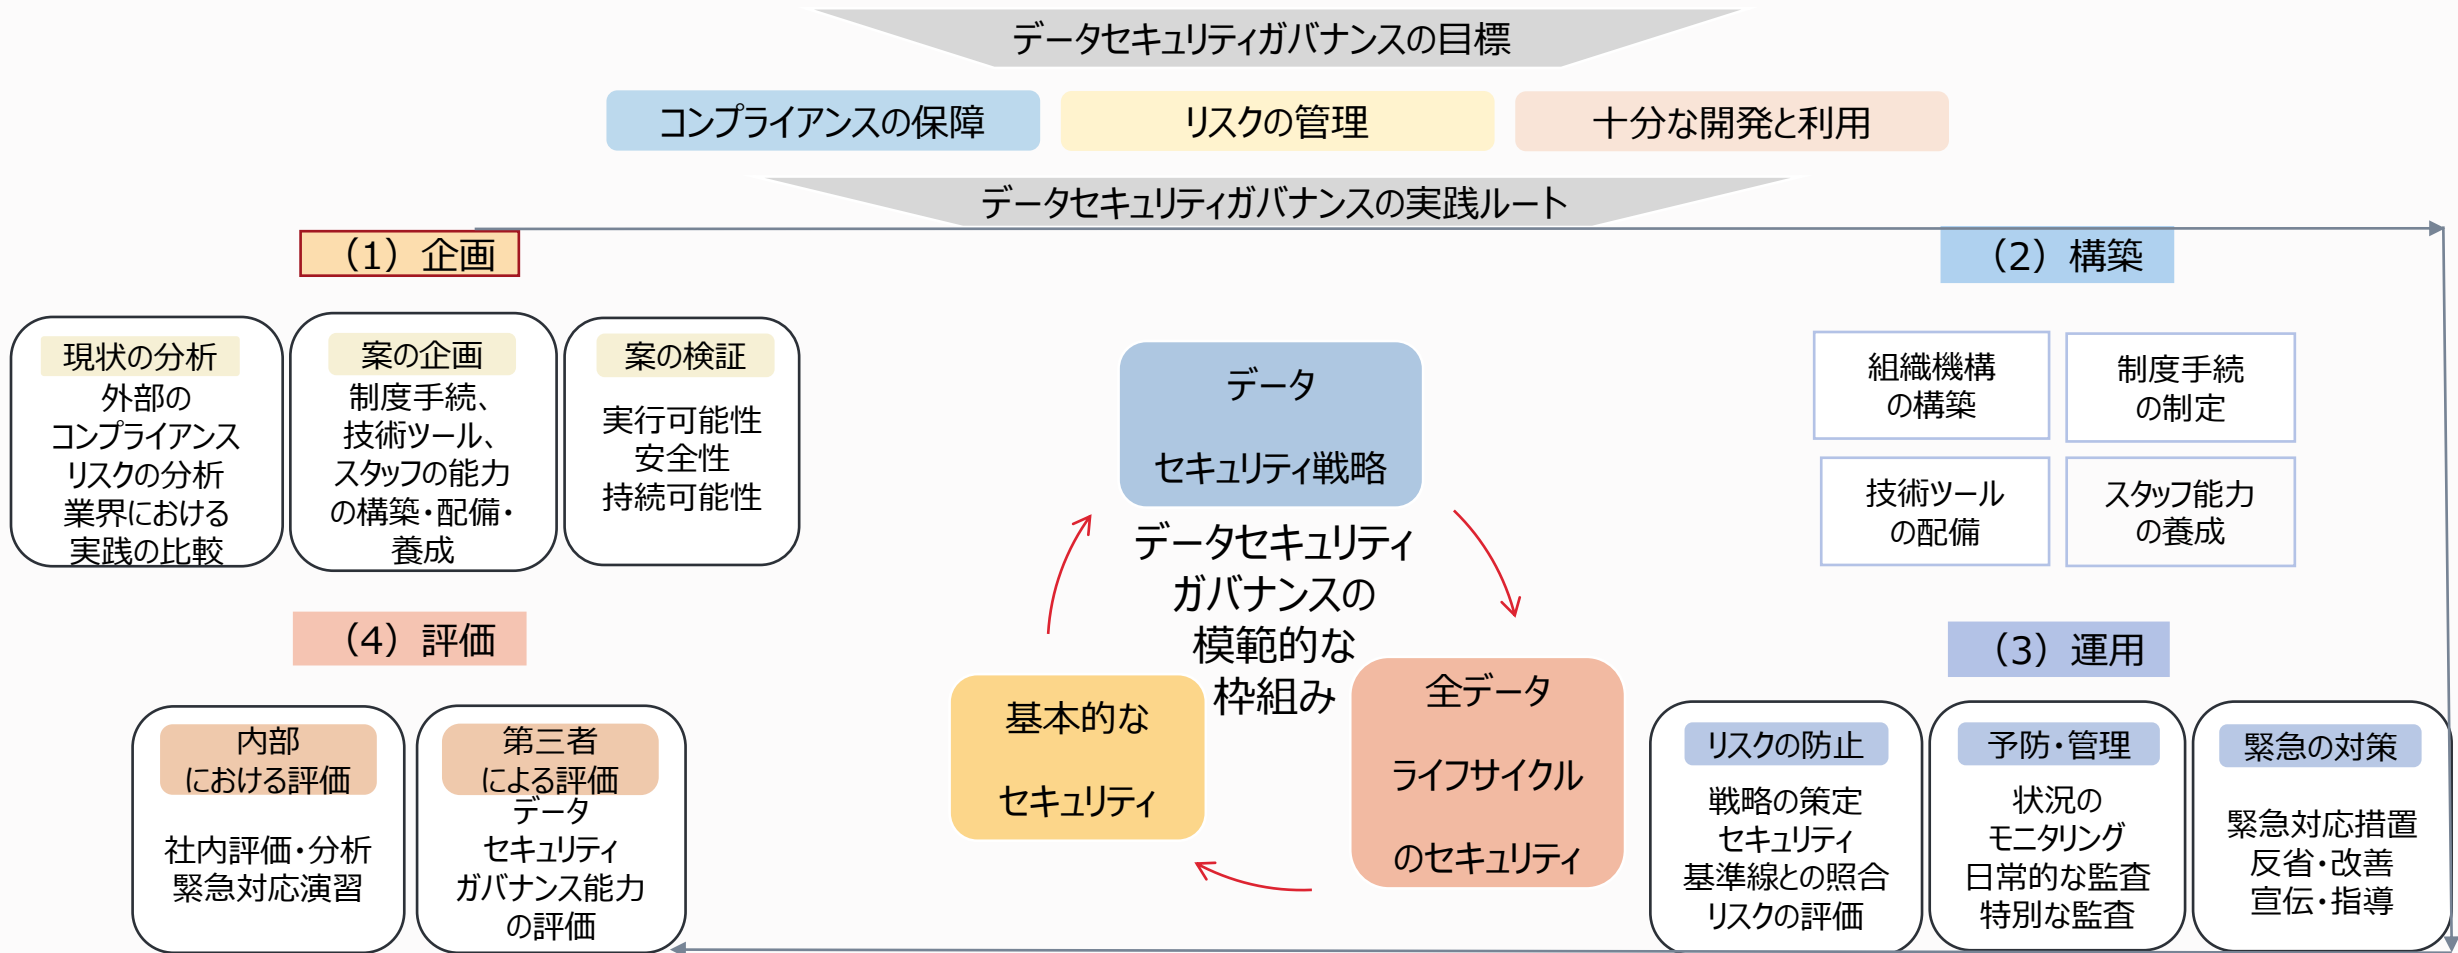 データセキュリティガバナンスの目標
コンプライアンスの保障
リスクの管理
十分な開発と利用
データセキュリティガバナンスの実践ルート
（1）企画
現状の分析
外部の
コンプライアンス
リスクの分析
業界における
実践の比較
案の企画
制度手続、
技術ツール、
スタッフの能力
の構築・配備・
養成
案の検証
実行可能性
安全性
持続可能性
（2）構築
組織機構
の構築
制度手続
の制定
技術ツール
の配備
スタッフ能力
の養成
データ
セキュリティ戦略
データセキュリティ
ガバナンスの
模範的な
枠組み
基本的な
セキュリティ
全データ
ライフサイクル
のセキュリティ
（3）運用
リスクの防止
戦略の策定
セキュリティ
基準線との照合
リスクの評価
予防・管理
状況の
モニタリング
日常的な監査
特別な監査
緊急の対策
緊急対応措置
反省・改善
宣伝・指導
（4）評価
内部
における評価
社内評価・分析
緊急対応演習
第三者
による評価
データ
セキュリティ
ガバナンス能力
の評価